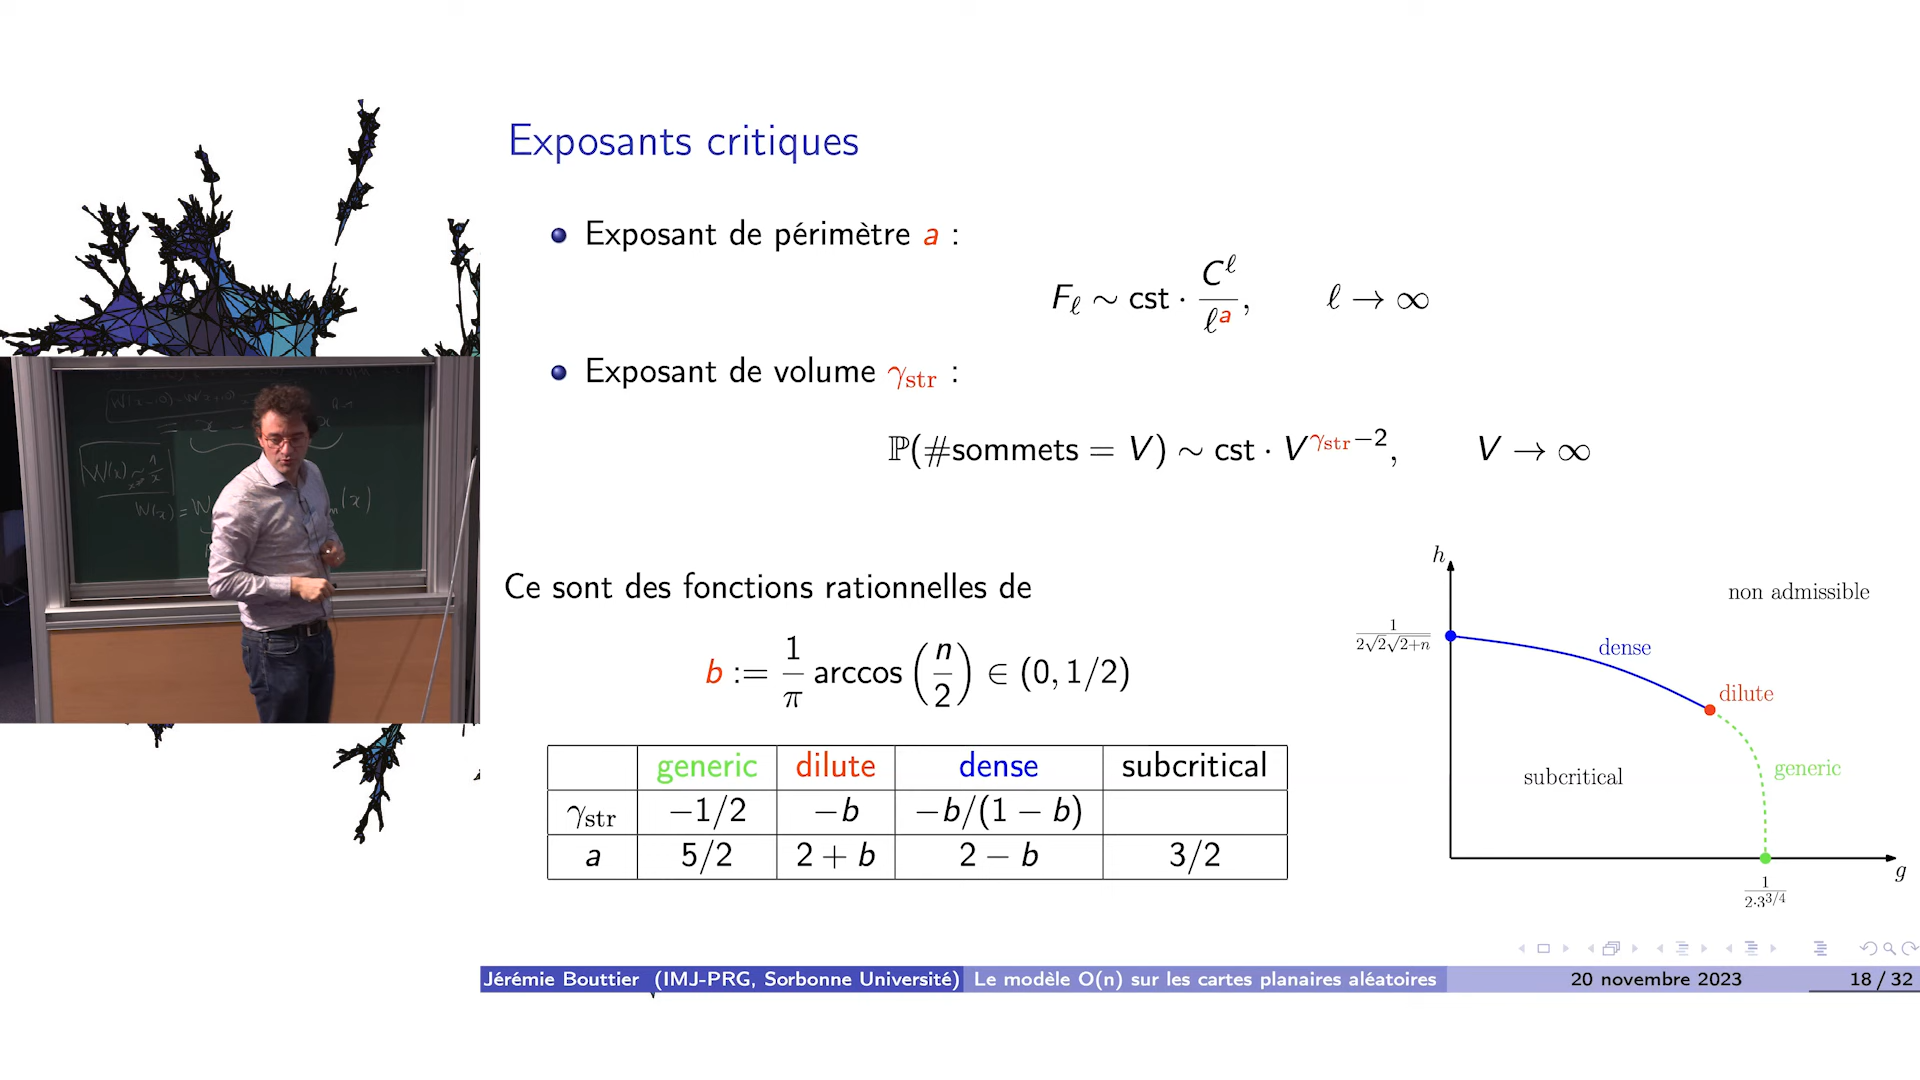 Exposants critiques
Exposant de périmètre a :
F_ℓ ∼ cst · C^ℓ / ℓ^a, ℓ → ∞
Exposant de volume γ_str :
ℙ(#sommets = V) ∼ cst · V^{γ_str−2}, V → ∞
Ce sont des fonctions rationnelles de
b := 1/π arccos (n/2) ∈ (0, 1/2)
generic dilute dense subcritical
γ_str −1/2 −b −b/(1 − b)
a 5/2 2 + b 2 − b 3/2
h
non admissible
1/(2√2√2+n)
dense
dilute
subcritical
generic
g
1/(2·3^{3/4})
W(x) ∼ 1/x
W(x) = W
(x)
Jérémie Bouttier (IMJ-PRG, Sorbonne Université) Le modèle O(n) sur les cartes planaires aléatoires 20 novembre 2023 18 / 32